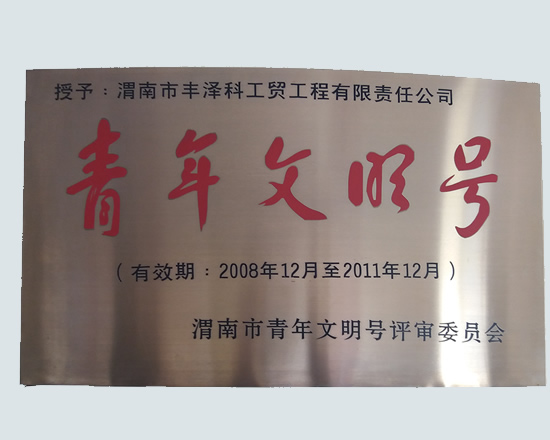 授予：渭南市丰泽科工贸工程有限责任公司
青年文明号
（有效期：2008年12月至2011年12月）
渭南市青年文明号评审委员会